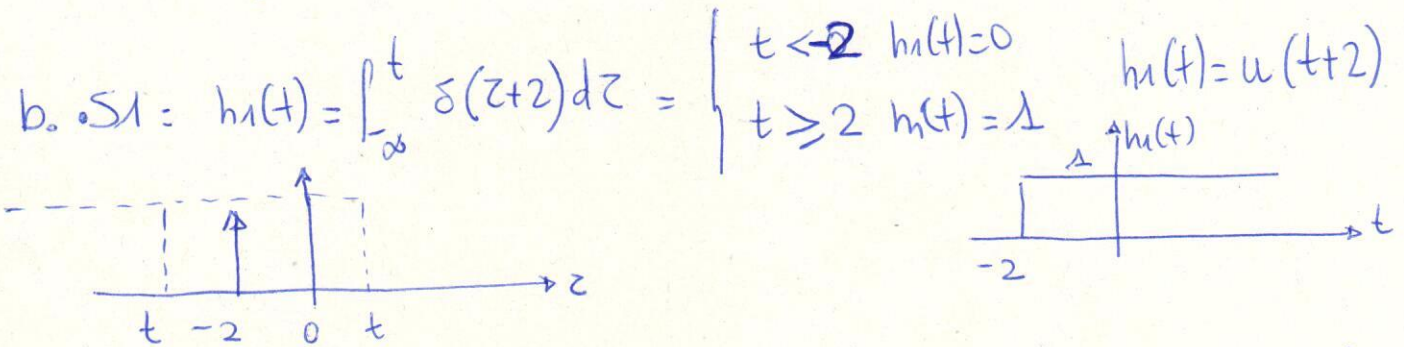 b. •S1 : h1(t) = ∫_{-∞}^{t} δ(τ+2)dτ = { t < -2 h1(t)=0
t ⩾ 2 h1(t) = 1
h1(t) = u(t+2)
h1(t)
1
t
-2
τ
t -2 0 t